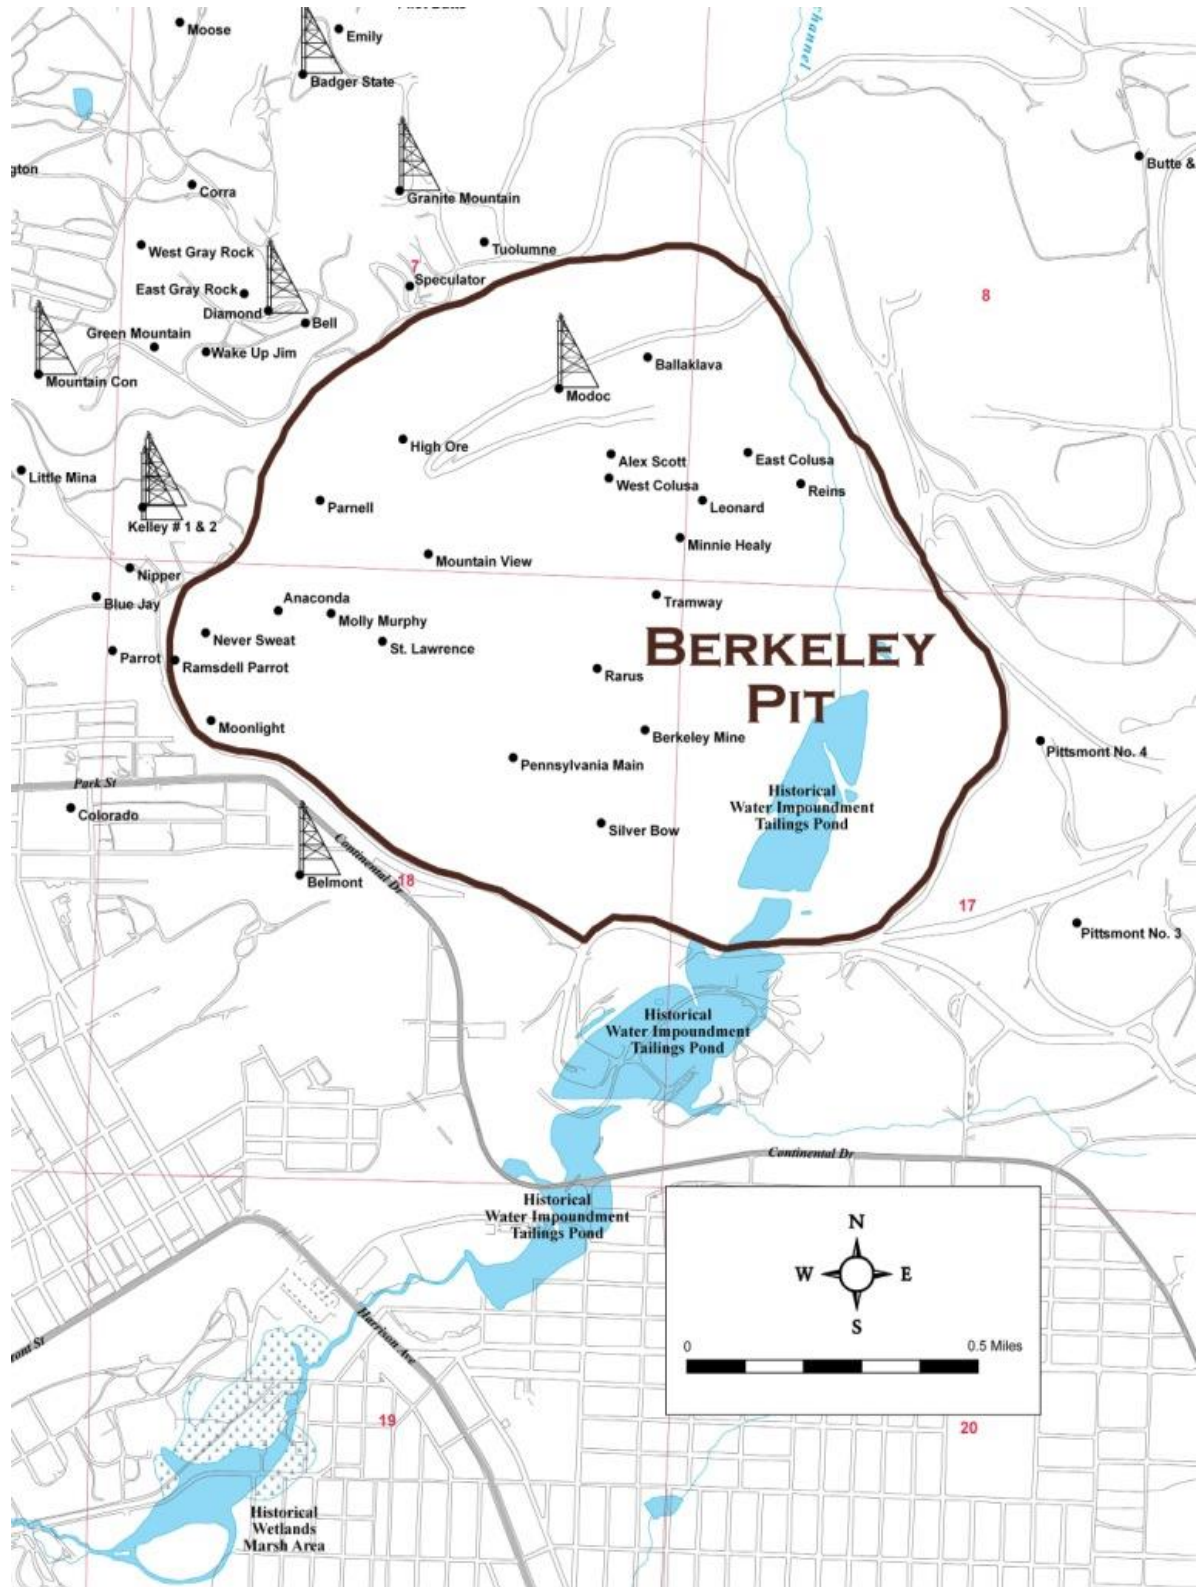 Moose
Emily
Badger State
Channel
Granite Mountain
Butte &
Corra
West Gray Rock
Tuolumne
7
Speculator
East Gray Rock
8
Diamond
Bell
Green Mountain
Wake Up Jim
Mountain Con
Ballaklava
Modoc
High Ore
Alex Scott
East Colusa
Little Mina
West Colusa
Reins
Parnell
Leonard
Kelley # 1 & 2
Minnie Healy
Mountain View
Nipper
Blue Jay
Anaconda
Tramway
Molly Murphy
Never Sweat
St. Lawrence
BERKELEY
PIT
Parrot
Ramsdell Parrot
Rarus
Moonlight
Berkeley Mine
Pittsmont No. 4
Pennsylvania Main
Park St
Historical
Water Impoundment
Tailings Pond
Colorado
Silver Bow
Continental Dr
Belmont
18
17
Pittsmont No. 3
Historical
Water Impoundment
Tailings Pond
Continental Dr
Historical
Water Impoundment
Tailings Pond
N
W E
S
0 0.5 Miles
Harrison Ave
19
20
Historical
Wetlands
Marsh Area